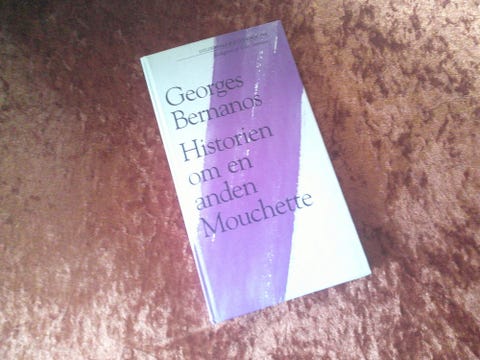 Georges
Bernanos
Historien
om en
anden
Mouchette